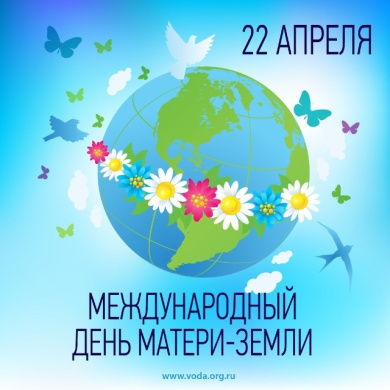 22 АПРЕЛЯ
МЕЖДУНАРОДНЫЙ
ДЕНЬ МАТЕРИ-ЗЕМЛИ
www.voda.org.ru